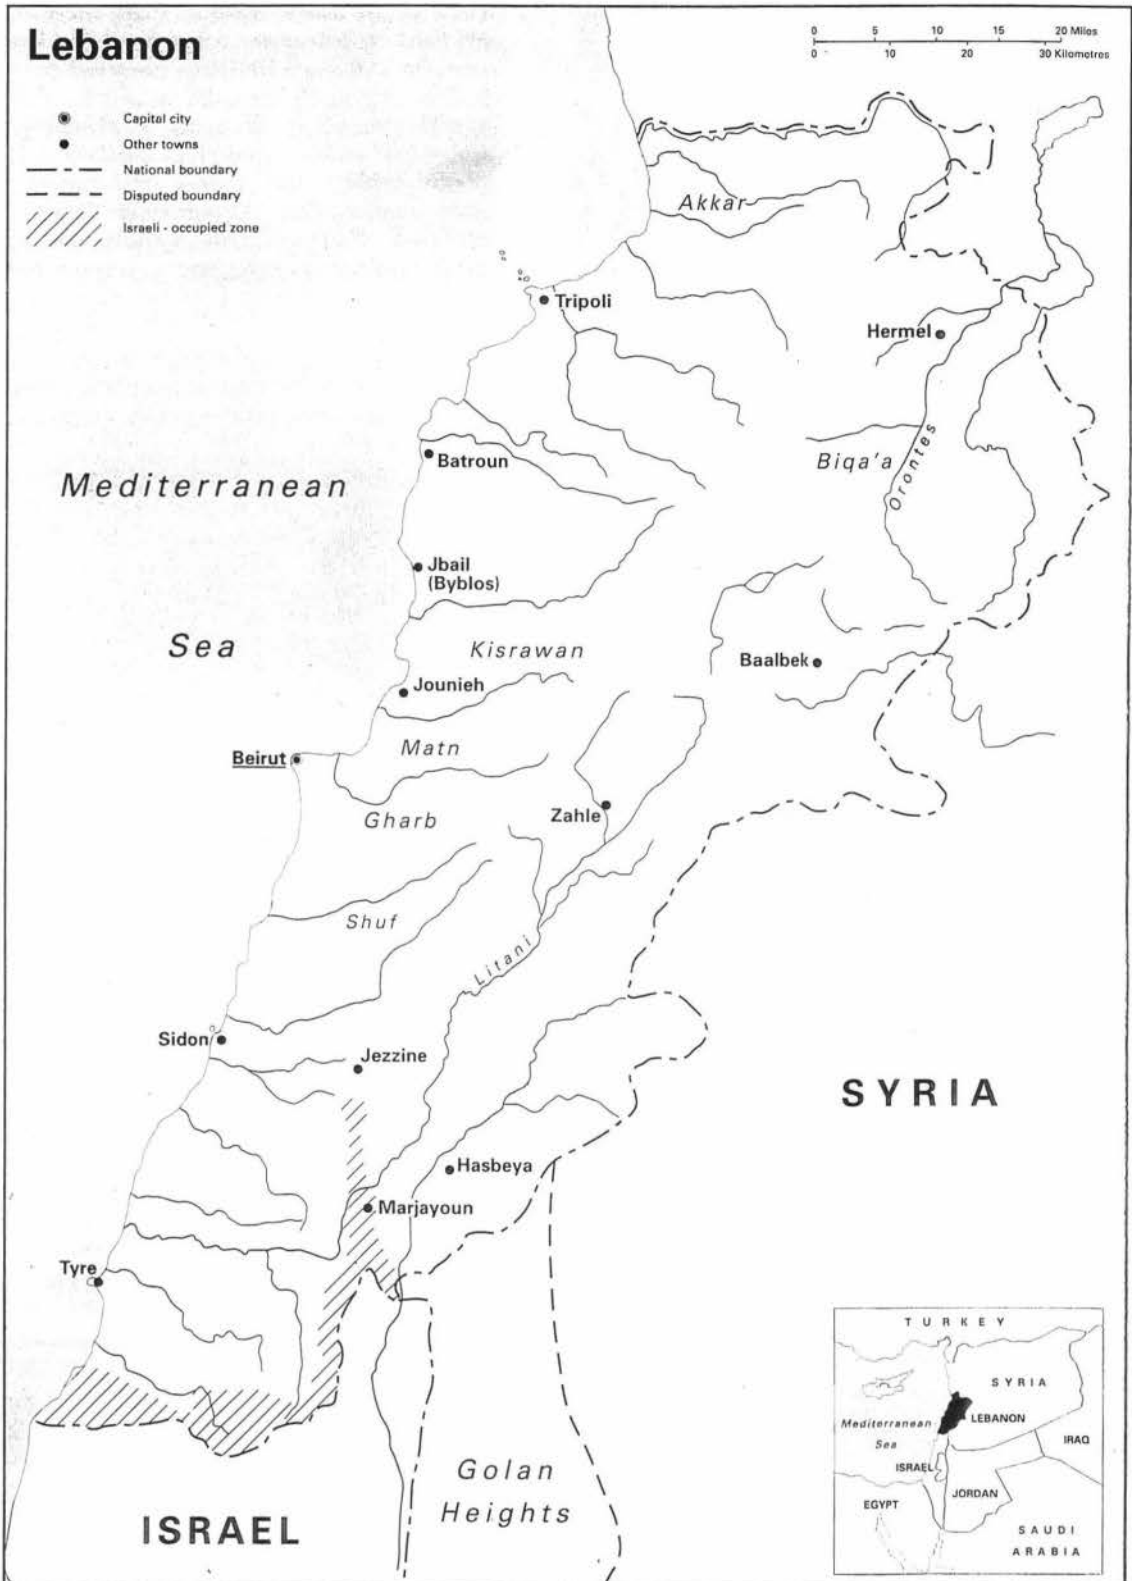 Lebanon
Capital city
Other towns
National boundary
Disputed boundary
Israeli - occupied zone
0 5 10 15 20 Miles
0 10 20 30 Kilometres
Akkar
Tripoli
Hermel
Batroun
Biqa'a
Orontes
Mediterranean
Sea
Jbail
(Byblos)
Kisrawan
Baalbek
Jounieh
Matn
Beirut
Zahle
Gharb
Shuf
Litani
Sidon
Jezzine
SYRIA
Hasbeya
Marjayoun
Tyre
Golan
Heights
ISRAEL
TURKEY
SYRIA
Mediterranean
Sea
LEBANON
IRAQ
ISRAEL
JORDAN
EGYPT
SAUDI
ARABIA